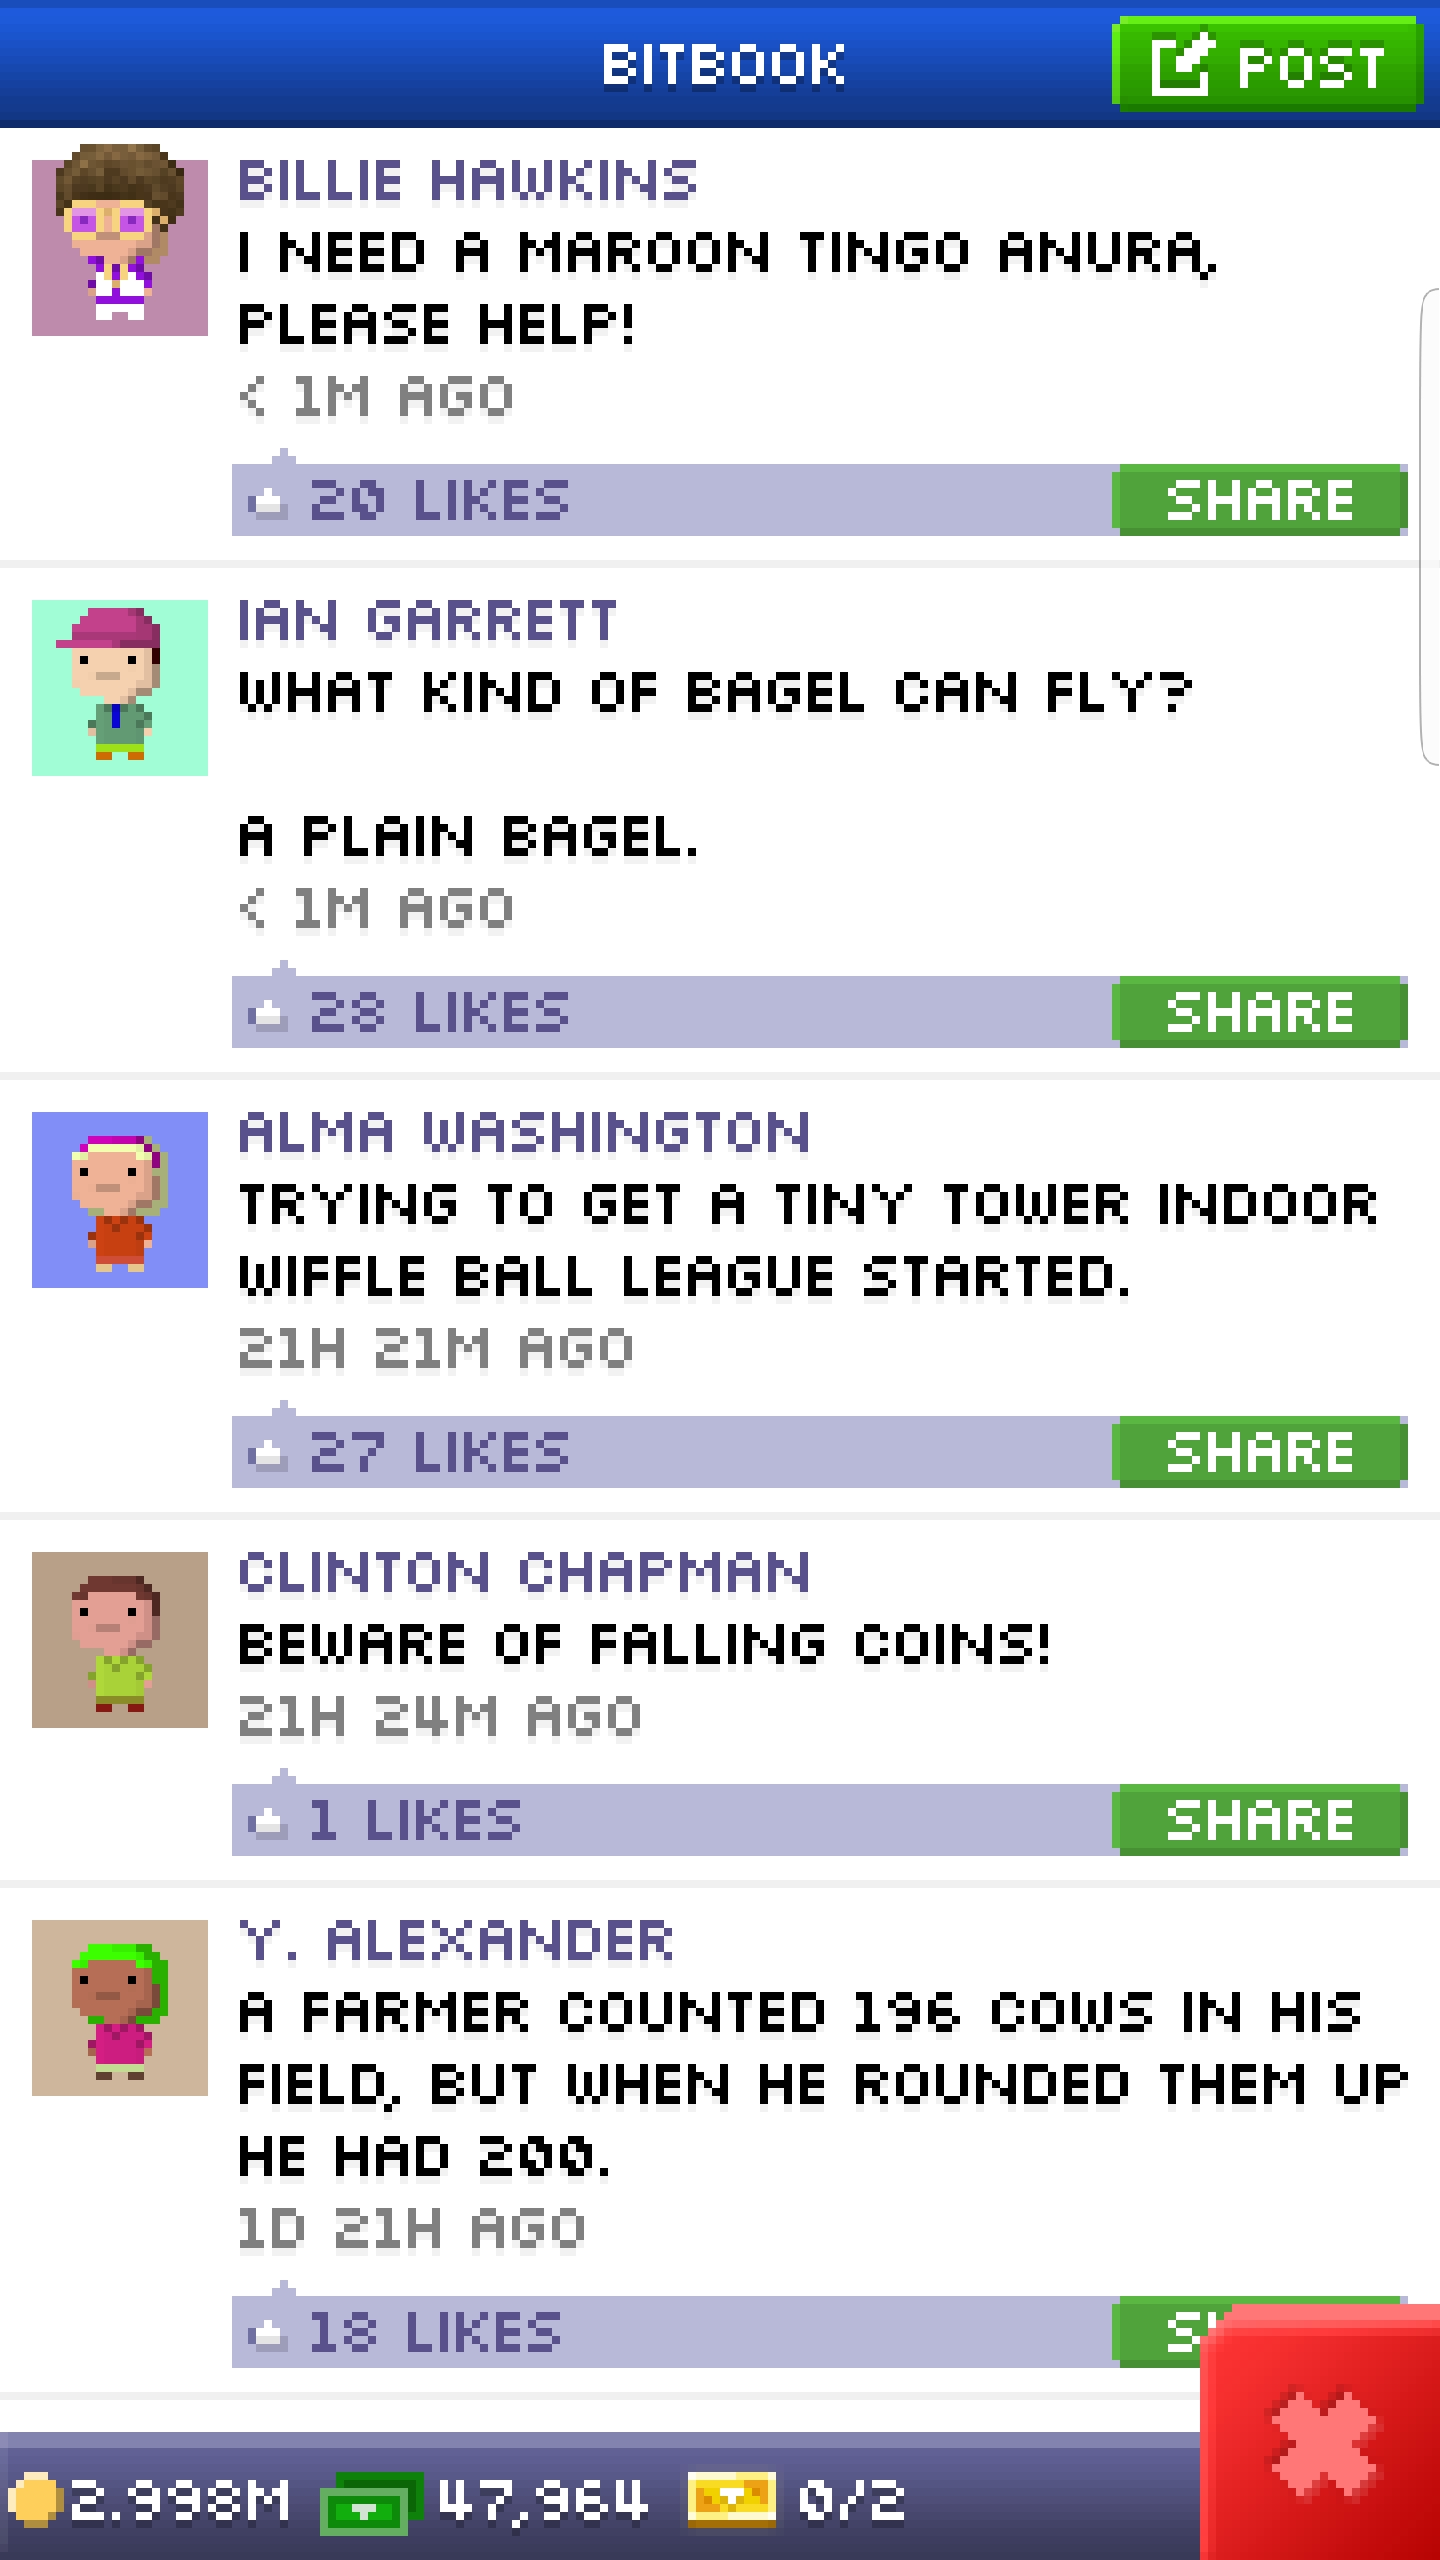 BITBOOK
POST
BILLIE HAWKINS
I NEED A MAROON TINGO ANURA,
PLEASE HELP!
< 1M AGO
20 LIKES
SHARE
IAN GARRETT
WHAT KIND OF BAGEL CAN FLY?
A PLAIN BAGEL.
< 1M AGO
28 LIKES
SHARE
ALMA WASHINGTON
TRYING TO GET A TINY TOWER INDOOR
WIFFLE BALL LEAGUE STARTED.
21H 21M AGO
27 LIKES
SHARE
CLINTON CHAPMAN
BEWARE OF FALLING COINS!
21H 24M AGO
1 LIKES
SHARE
Y. ALEXANDER
A FARMER COUNTED 196 COWS IN HIS
FIELD, BUT WHEN HE ROUNDED THEM UP
HE HAD 200.
1D 21H AGO
18 LIKES
2.998M 47,964 0/2